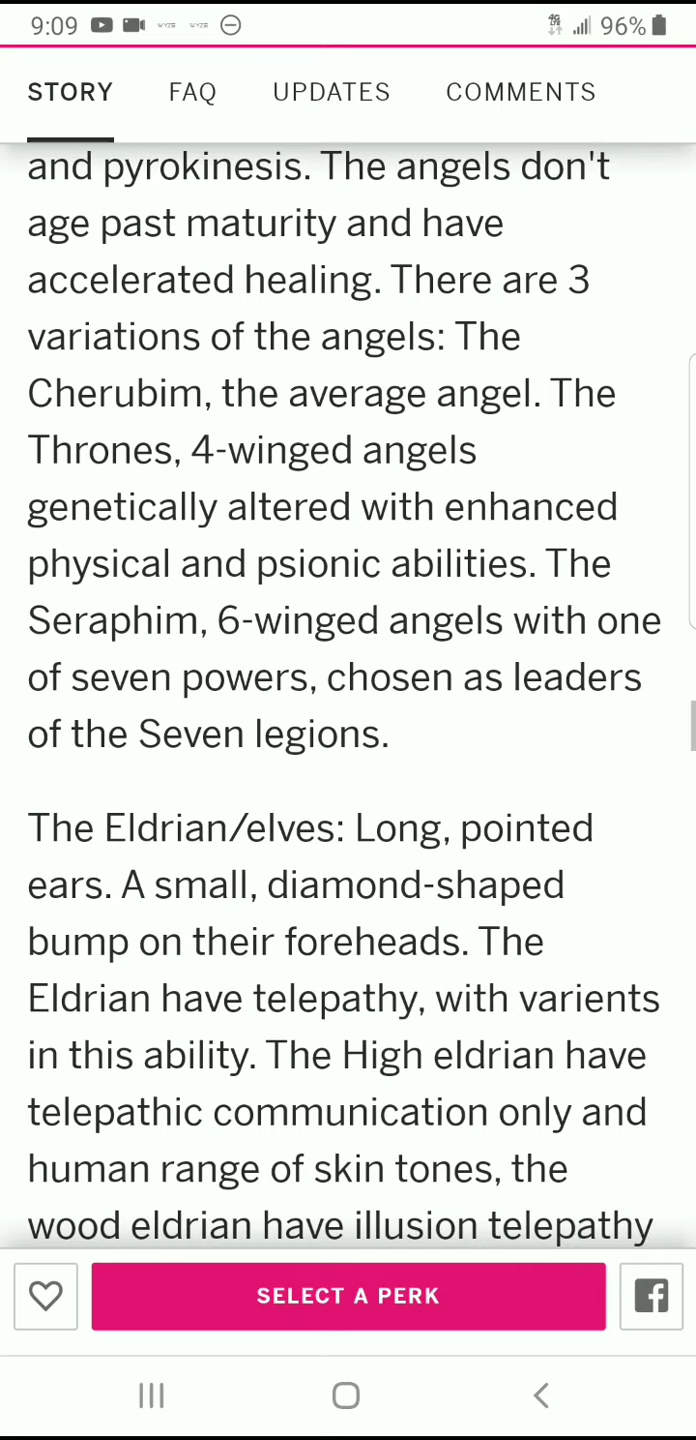 9:09
96%
STORY FAQ UPDATES COMMENTS
and pyrokinesis. The angels don't
age past maturity and have
accelerated healing. There are 3
variations of the angels: The
Cherubim, the average angel. The
Thrones, 4-winged angels
genetically altered with enhanced
physical and psionic abilities. The
Seraphim, 6-winged angels with one
of seven powers, chosen as leaders
of the Seven legions.
The Eldrian/elves: Long, pointed
ears. A small, diamond-shaped
bump on their foreheads. The
Eldrian have telepathy, with varients
in this ability. The High eldrian have
telepathic communication only and
human range of skin tones, the
wood eldrian have illusion telepathy
SELECT A PERK